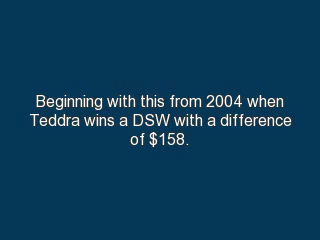 Beginning with this from 2004 when
Teddra wins a DSW with a difference
of $158.